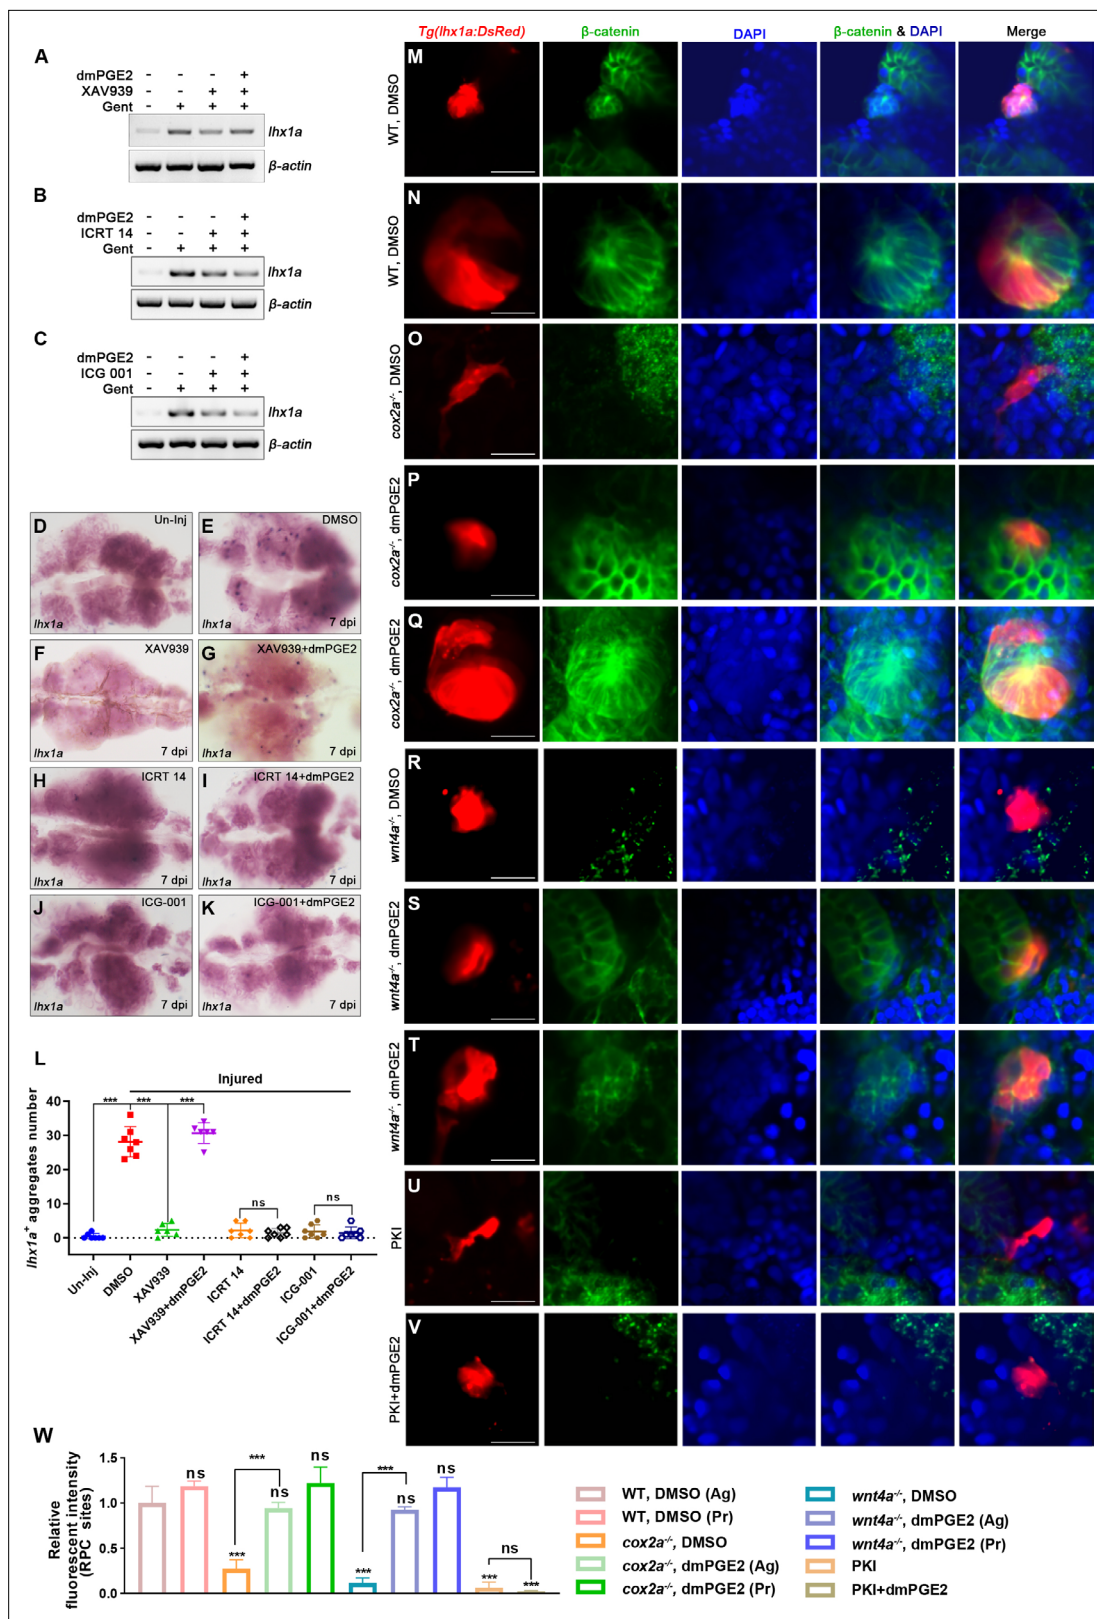 A
dmPGE2 - - - +
XAV939 - - + +
Gent - + + +
lhx1a
β-actin
B
dmPGE2 - - - +
ICRT 14 - - + +
Gent - + + +
lhx1a
β-actin
C
dmPGE2 - - - +
ICG 001 - - + +
Gent - + + +
lhx1a
β-actin
D Un-Inj
lhx1a
E DMSO
7 dpi
F XAV939
lhx1a 7 dpi
G XAV939+dmPGE2
lhx1a 7 dpi
H ICRT 14
lhx1a 7 dpi
I ICRT 14+dmPGE2
lhx1a 7 dpi
J ICG-001
lhx1a 7 dpi
K ICG-001+dmPGE2
lhx1a 7 dpi
L
Injured
*** *** ***
ns ns
lhx1a+ aggregates number
40
30
20
10
0
Un-Inj
DMSO
XAV939
XAV939+dmPGE2
ICRT 14
ICRT 14+dmPGE2
ICG-001
ICG-001+dmPGE2
Tg(lhx1a:DsRed) β-catenin DAPI β-catenin & DAPI Merge
M WT, DMSO
N WT, DMSO
O cox2a-/-, DMSO
P cox2a-/-, dmPGE2
Q cox2a-/-, dmPGE2
R wnt4a-/-, DMSO
S wnt4a-/-, dmPGE2
T wnt4a-/-, dmPGE2
U PKI
V PKI+dmPGE2
W
Relative
fluorescent intensity
(RPC sites)
1.5
1.0
0.5
0.0
ns *** *** ns ns *** *** ns ns *** ns ***
WT, DMSO (Ag)
WT, DMSO (Pr)
cox2a-/-, DMSO
cox2a-/-, dmPGE2 (Ag)
cox2a-/-, dmPGE2 (Pr)
wnt4a-/-, DMSO
wnt4a-/-, dmPGE2 (Ag)
wnt4a-/-, dmPGE2 (Pr)
PKI
PKI+dmPGE2